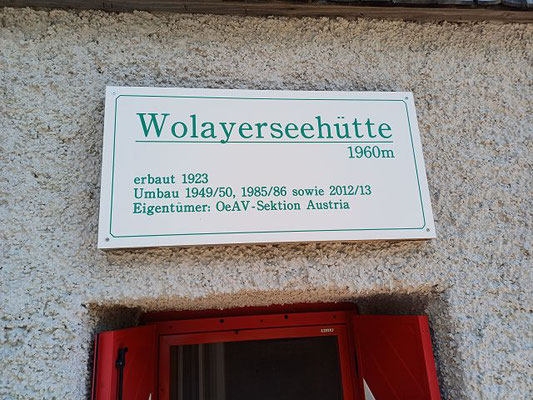 Wolayerseehütte
1960m
erbaut 1923
Umbau 1949/50, 1985/86 sowie 2012/13
Eigentümer: OeAV-Sektion Austria